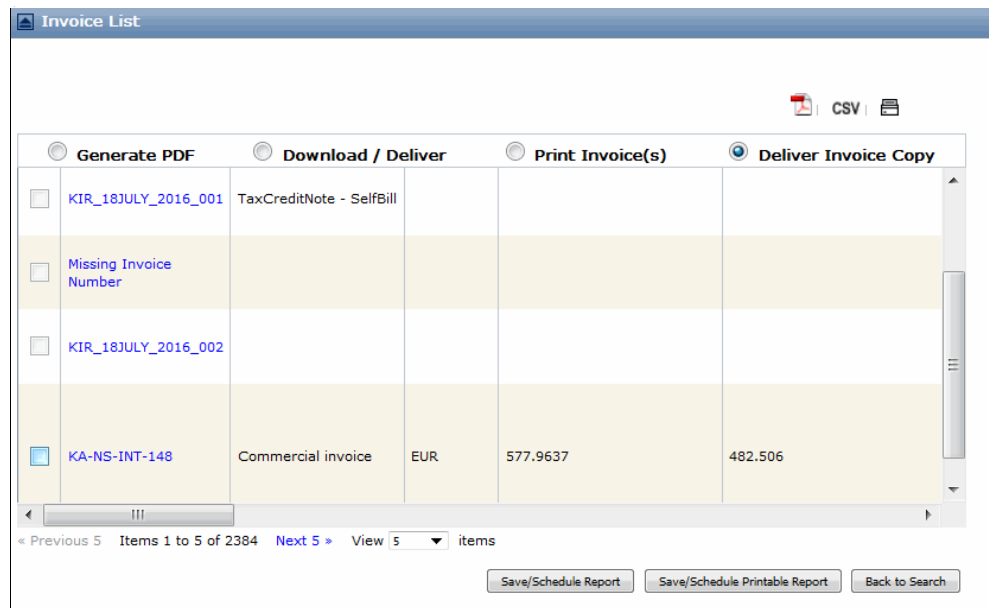 Invoice List
CSV
Generate PDF Download / Deliver Print Invoice(s) Deliver Invoice Copy
KIR_18JULY_2016_001 TaxCreditNote - SelfBill
Missing Invoice
Number
KIR_18JULY_2016_002
KA-NS-INT-148 Commercial invoice EUR 577.9637 482.506
« Previous 5 Items 1 to 5 of 2384 Next 5 » View 5 items
Save/Schedule Report Save/Schedule Printable Report Back to Search